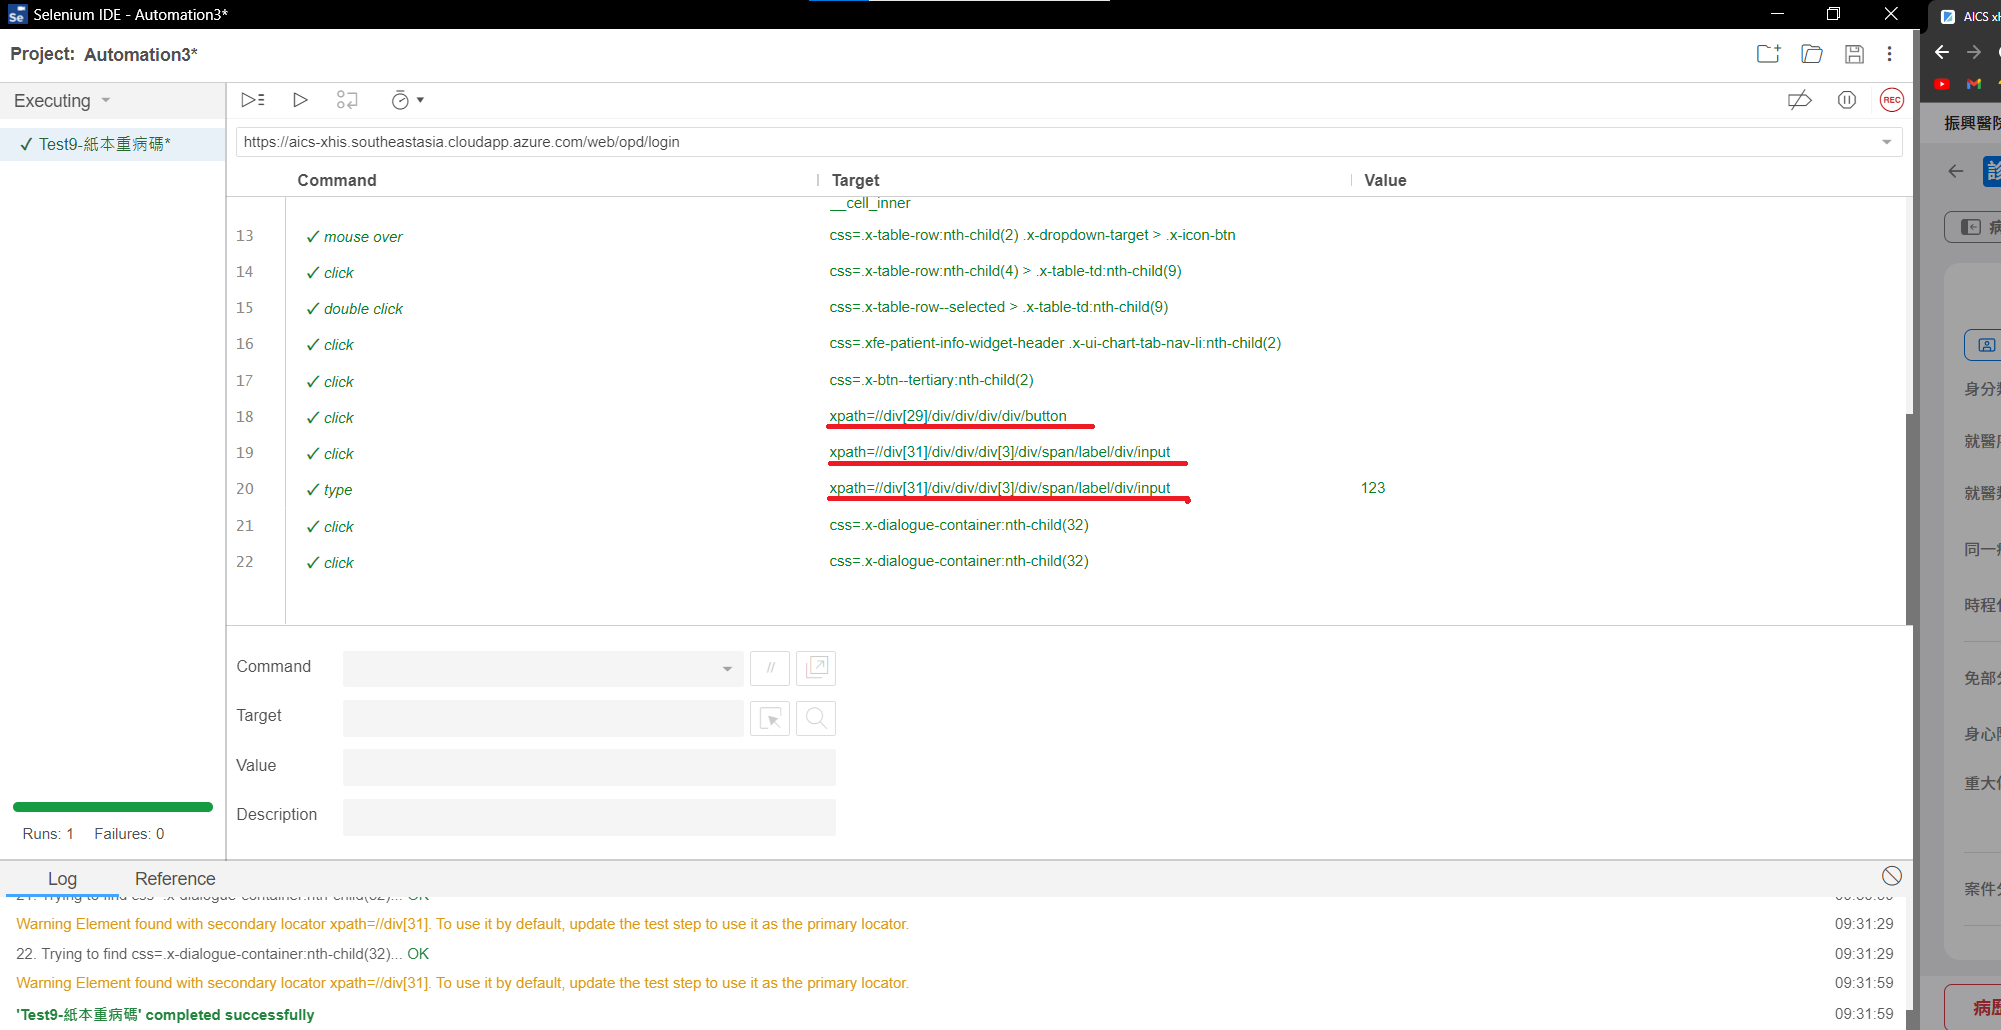 Selenium IDE - Automation3*
AICS
Project: Automation3*
Executing
REC
✓ Test9-紙本重病碼*
https://aics-xhis.southeastasia.cloudapp.azure.com/web/opd/login
振興醫院
Command Target Value
__cell_inner
13 ✓ mouse over css=.x-table-row:nth-child(2) .x-dropdown-target > .x-icon-btn
14 ✓ click css=.x-table-row:nth-child(4) > .x-table-td:nth-child(9)
15 ✓ double click css=.x-table-row--selected > .x-table-td:nth-child(9)
16 ✓ click css=.xfe-patient-info-widget-header .x-ui-chart-tab-nav-li:nth-child(2)
17 ✓ click css=.x-btn--tertiary:nth-child(2)
18 ✓ click xpath=//div[29]/div/div/div/div/button
19 ✓ click xpath=//div[31]/div/div/div[3]/div/span/label/div/input
20 ✓ type xpath=//div[31]/div/div/div[3]/div/span/label/div/input 123
21 ✓ click css=.x-dialogue-container:nth-child(32)
22 ✓ click css=.x-dialogue-container:nth-child(32)
身分
就醫
就醫
同一
時程
免部
身心
重大
案件
病歷
Command //
Target
Value
Description
Runs: 1 Failures: 0
Log Reference
21. Trying to find css=.x-dialogue-container:nth-child(32)... OK
Warning Element found with secondary locator xpath=//div[31]. To use it by default, update the test step to use it as the primary locator. 09:31:29
22. Trying to find css=.x-dialogue-container:nth-child(32)... OK 09:31:29
Warning Element found with secondary locator xpath=//div[31]. To use it by default, update the test step to use it as the primary locator. 09:31:59
'Test9-紙本重病碼' completed successfully 09:31:59